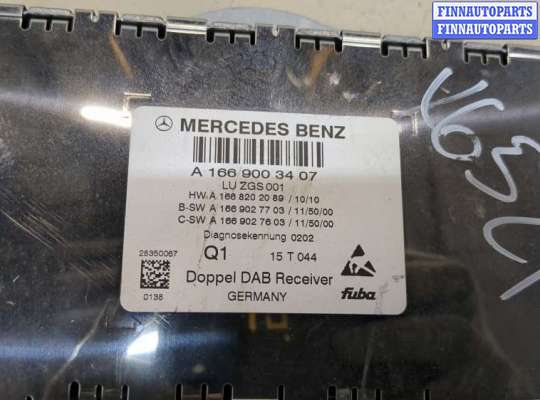 FINNAUTOPARTS
FINNAUTOPARTS
MERCEDES BENZ
A 166 900 34 07
LU ZGS 001
HW A 166 820 20 89 / 10/10
B-SW A 166 902 77 03 / 11/50/00
C-SW A 166 902 76 03 / 11/50/00
Diagnosekennung 0202
26350067
Q1
15 T 044
Doppel DAB Receiver
0138
GERMANY
fuba